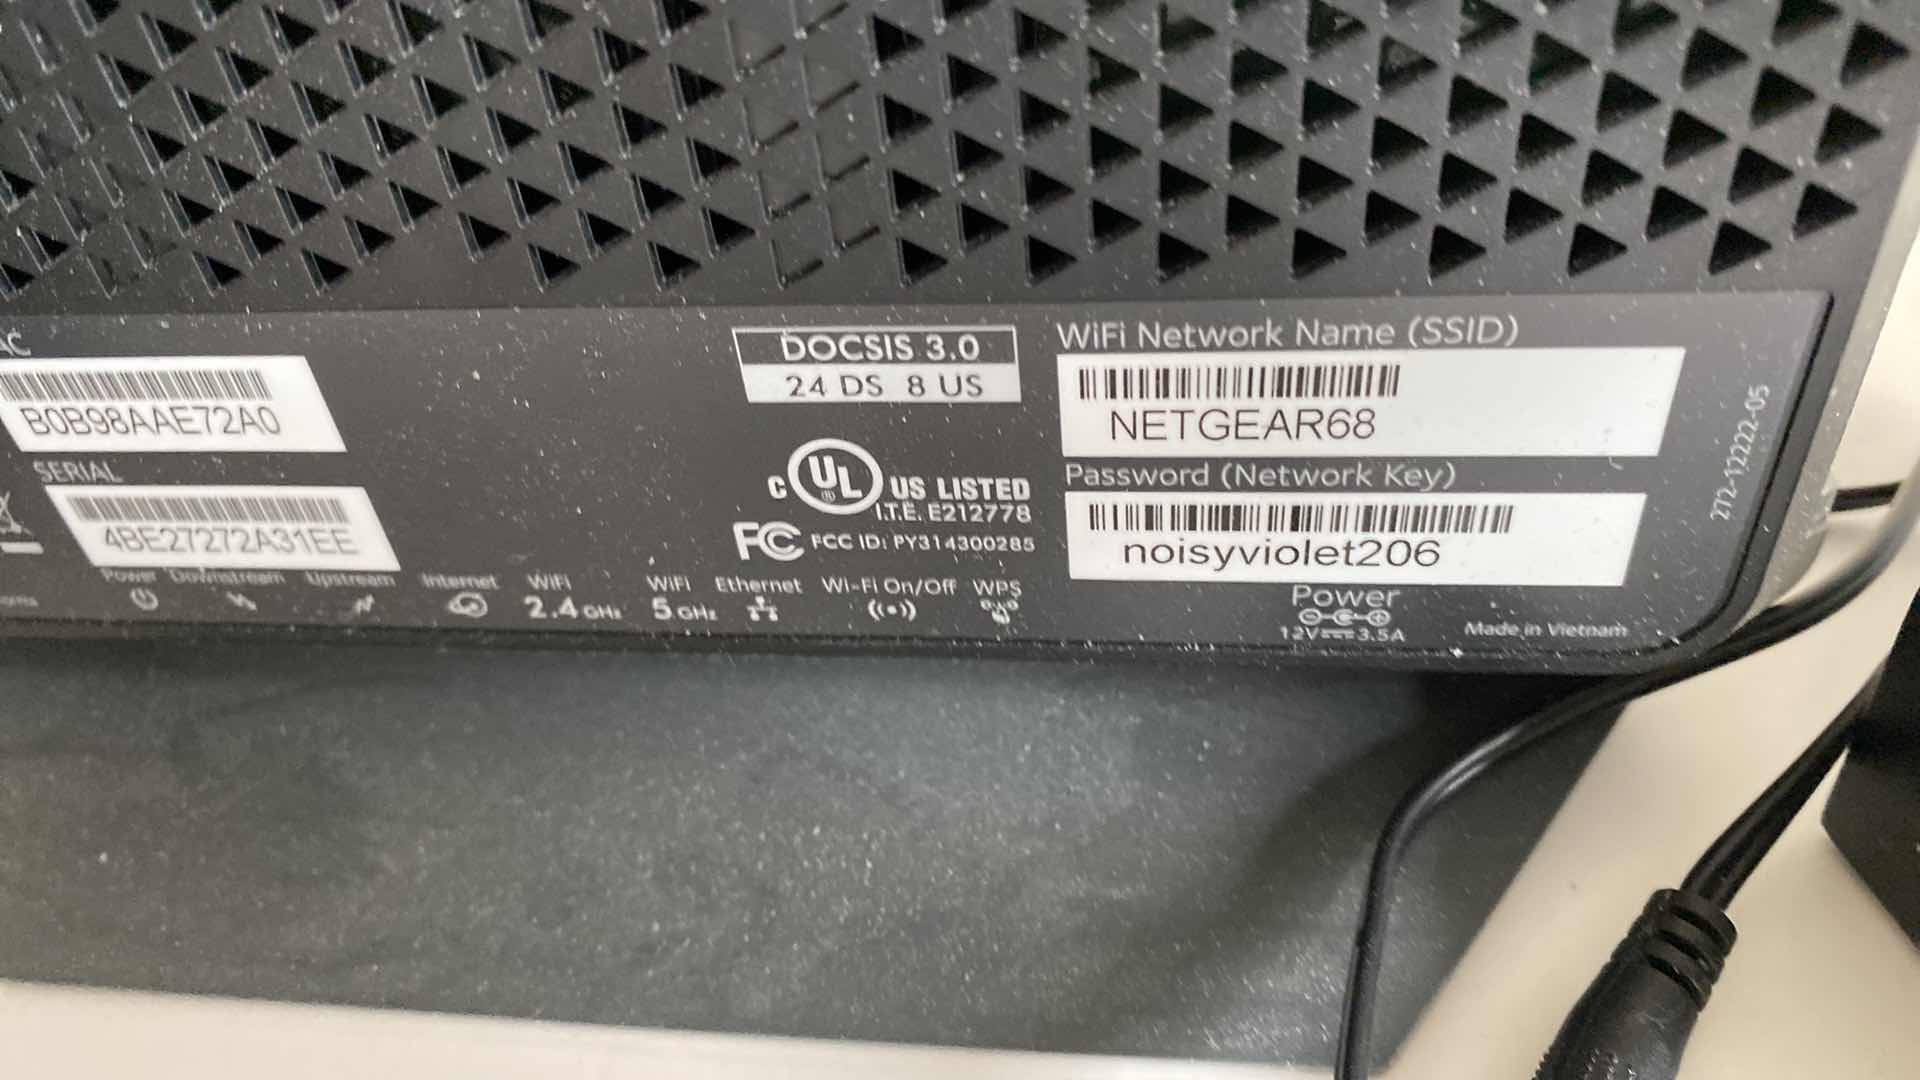 AC
B0B98AAE72A0
SERIAL
4BE27272A31EE
DOCSIS 3.0
24 DS 8 US
C UL ® US LISTED
I.T.E. E212778
FC FCC ID: PY314300285
WiFi Network Name (SSID)
NETGEAR68
Password (Network Key)
noisyviolet206
272-12222-05
Power Downstream Upstream Internet WiFi WiFi Ethernet Wi-Fi On/Off WPS
2.4 GHz 5 GHz
Power
12V 3.5A
Made in Vietnam